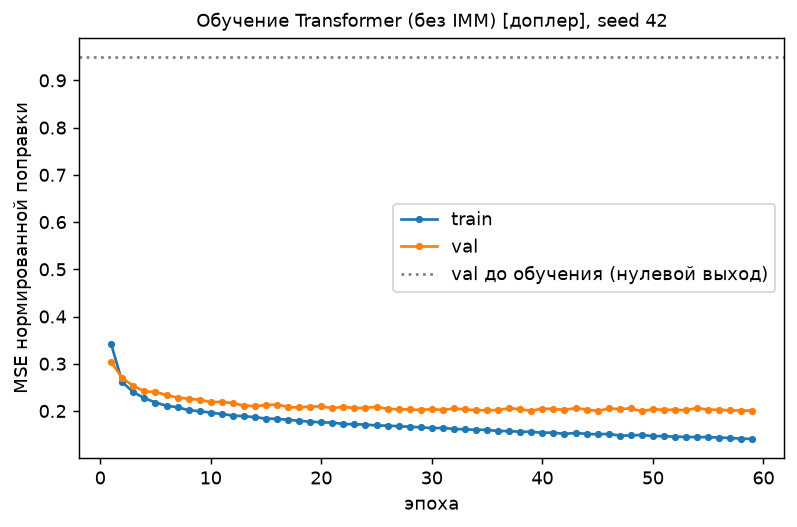 Обучение Transformer (без IMM) [доплер], seed 42
MSE нормированной поправки
0.9
0.8
0.7
0.6
0.5
0.4
0.3
0.2
train
val
val до обучения (нулевой выход)
0 10 20 30 40 50 60
эпоха